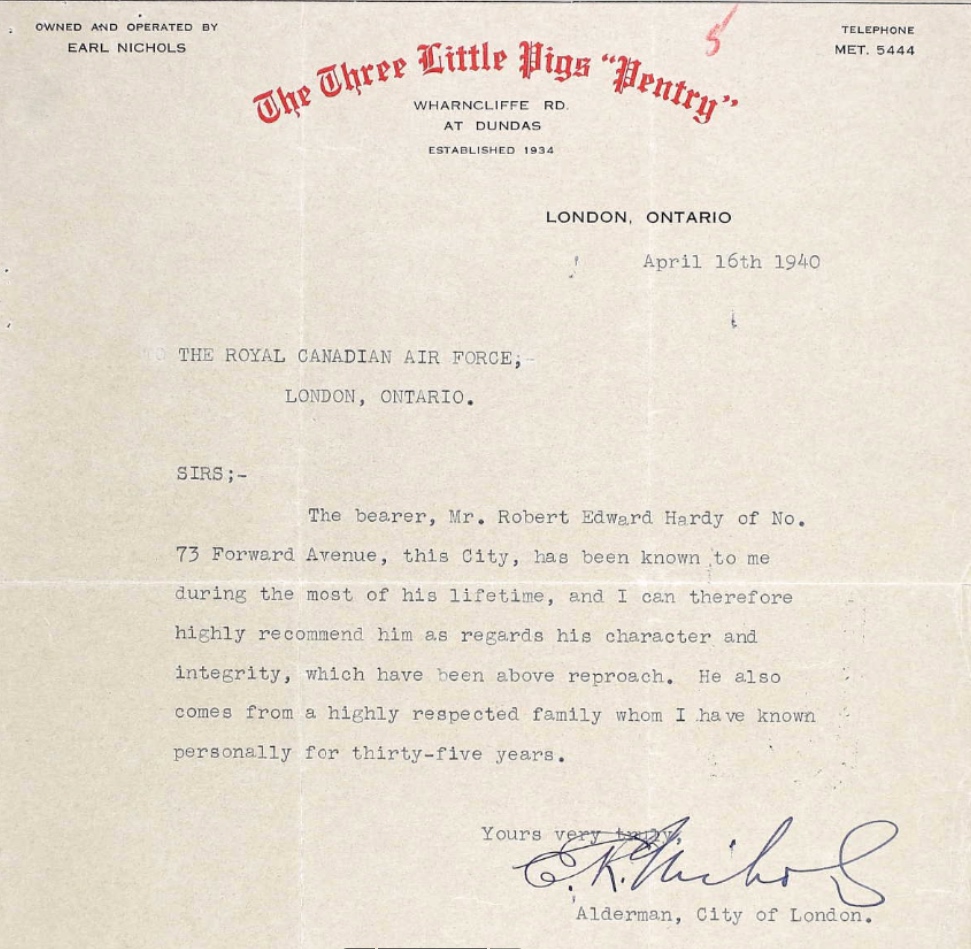 OWNED AND OPERATED BY
EARL NICHOLS
5
TELEPHONE
MET. 5444
The Three Little Pigs "Pentry"
WHARNCLIFFE RD.
AT DUNDAS
ESTABLISHED 1934
LONDON, ONTARIO
April 16th 1940
TO THE ROYAL CANADIAN AIR FORCE;-
LONDON, ONTARIO.
SIRS;-
The bearer, Mr. Robert Edward Hardy of No.
73 Forward Avenue, this City, has been known to me
during the most of his lifetime, and I can therefore
highly recommend him as regards his character and
integrity, which have been above reproach. He also
comes from a highly respected family whom I have known
personally for thirty-five years.
Yours very truly,
E.R. Nichols
Alderman, City of London.